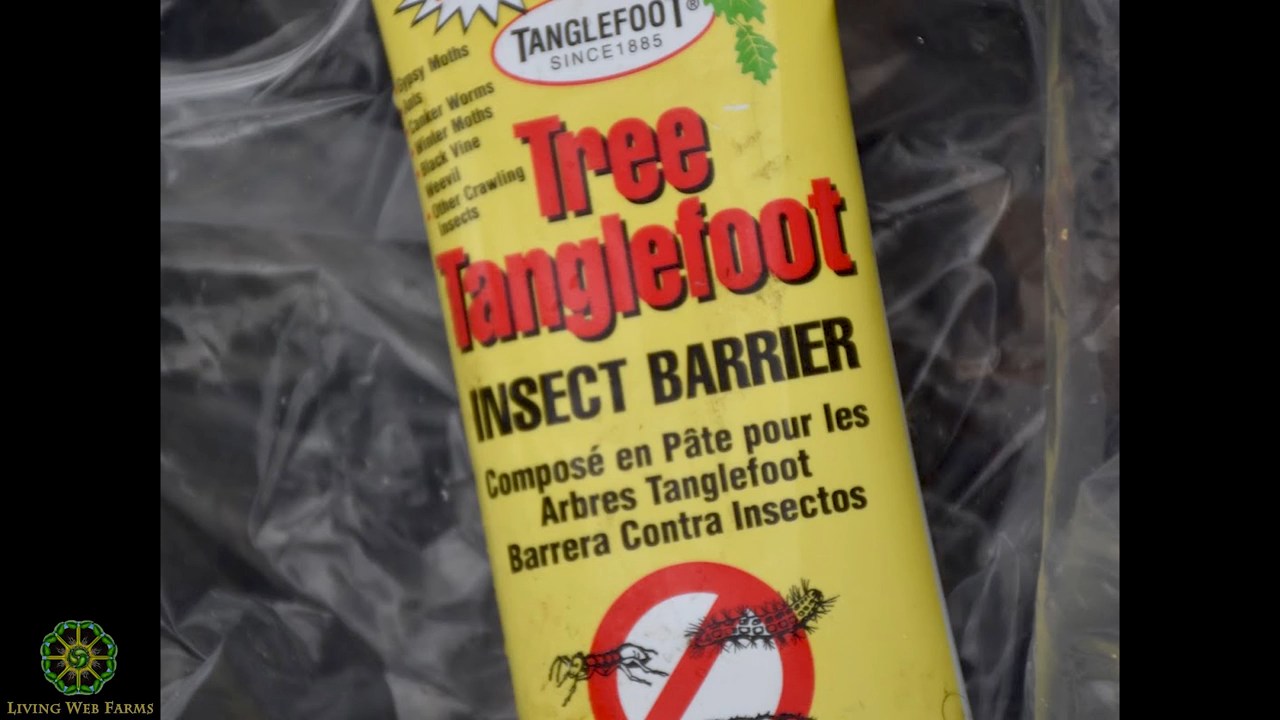 TANGLEFOOT®
SINCE 1885
Gypsy Moths
Ants
• Canker Worms
• Winter Moths
• Black Vine
Weevil
• Other Crawling
Insects
Tree
Tanglefoot
INSECT BARRIER
Composé en Pâte pour les
Arbres Tanglefoot
Barrera Contra Insectos
LIVING WEB FARMS